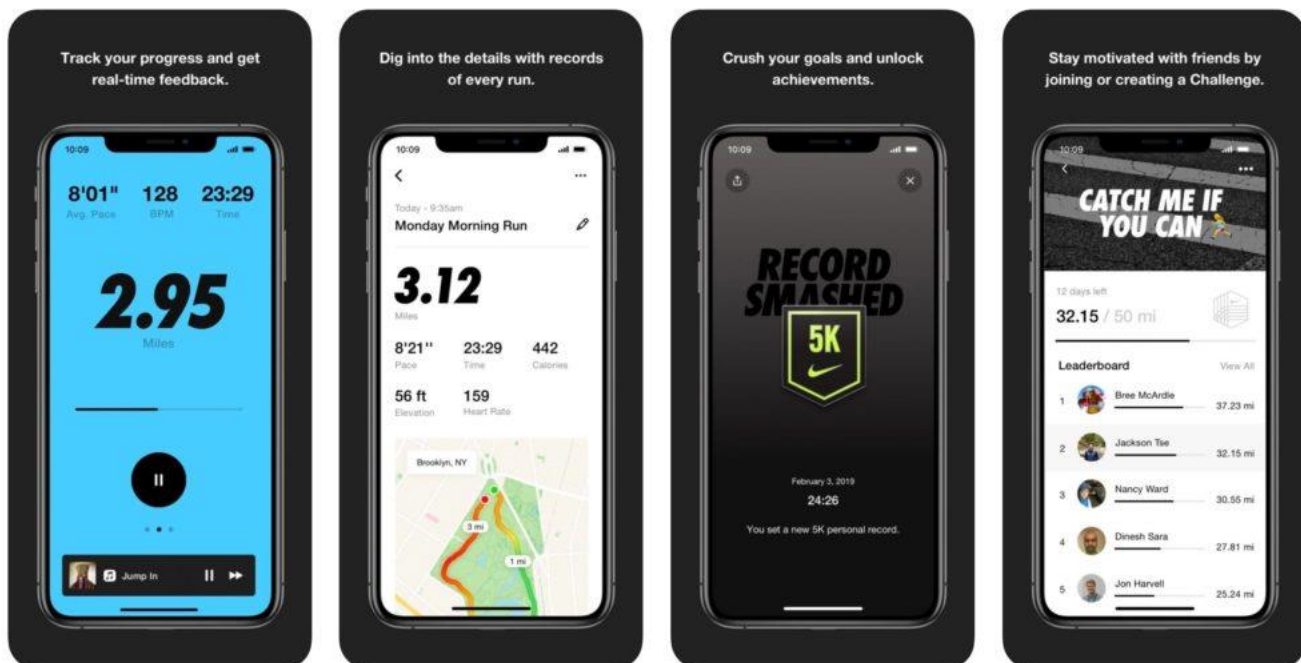 Track your progress and get
real-time feedback.
10:09
8'01" 128 23:29
Avg. Pace BPM Time
2.95
Miles
Jump In
Dig into the details with records
of every run.
10:09
Today - 9:35am
Monday Morning Run
3.12
Miles
8'21'' 23:29 442
Pace Time Calories
56 ft 159
Elevation Heart Rate
Brooklyn, NY
3 mi
1 mi
Crush your goals and unlock
achievements.
10:09
RECORD
SMASHED
5K
February 3, 2019
24:26
You set a new 5K personal record.
Stay motivated with friends by
joining or creating a Challenge.
10:09
CATCH ME IF
YOU CAN
12 days left
32.15 / 50 mi
Leaderboard View All
1 Bree McArdle 37.23 mi
2 Jackson Tse 32.15 mi
3 Nancy Ward 30.55 mi
4 Dinesh Sara 27.81 mi
5 Jon Harvell 25.24 mi